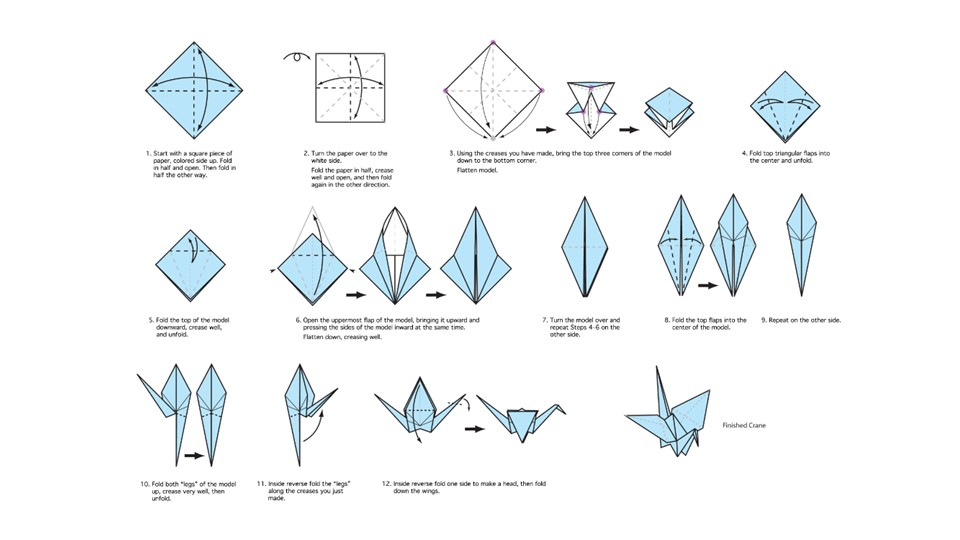 1. Start with a square piece of
paper, colored side up. Fold
in half and open. Then fold in
half the other way.
2. Turn the paper over to the
white side.
Fold the paper in half, crease
well and open, and then fold
again in the other direction.
3. Using the creases you have made, bring the top three corners of the model
down to the bottom corner.
Flatten model.
4. Fold top triangular flaps into
the center and unfold.
5. Fold the top of the model
downward, crease well,
and unfold.
6. Open the uppermost flap of the model, bringing it upward and
pressing the sides of the model inward at the same time.
Flatten down, creasing well.
7. Turn the model over and
repeat Steps 4-6 on the
other side.
8. Fold the top flaps into the
center of the model.
9. Repeat on the other side.
10. Fold both "legs" of the model
up, crease very well, then
unfold.
11. Inside reverse fold the "legs"
along the creases you just
made.
12. Inside reverse fold one side to make a head, then fold
down the wings.
Finished Crane